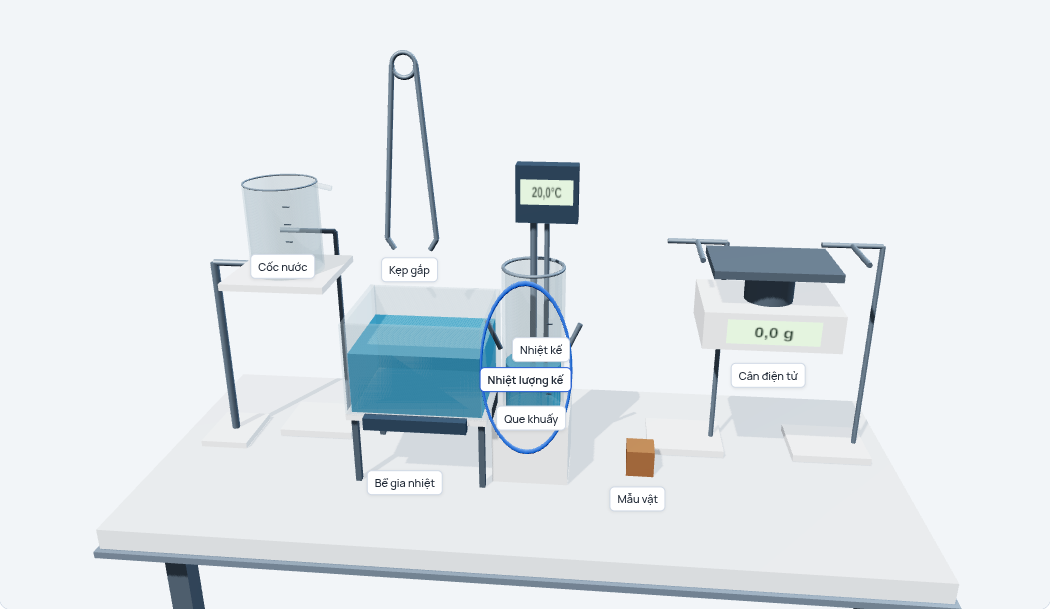 20,0°C
Cốc nước
Kẹp gắp
0,0 g
Nhiệt kế
Nhiệt lượng kế
Cân điện tử
Que khuấy
Bể gia nhiệt
Mẫu vật